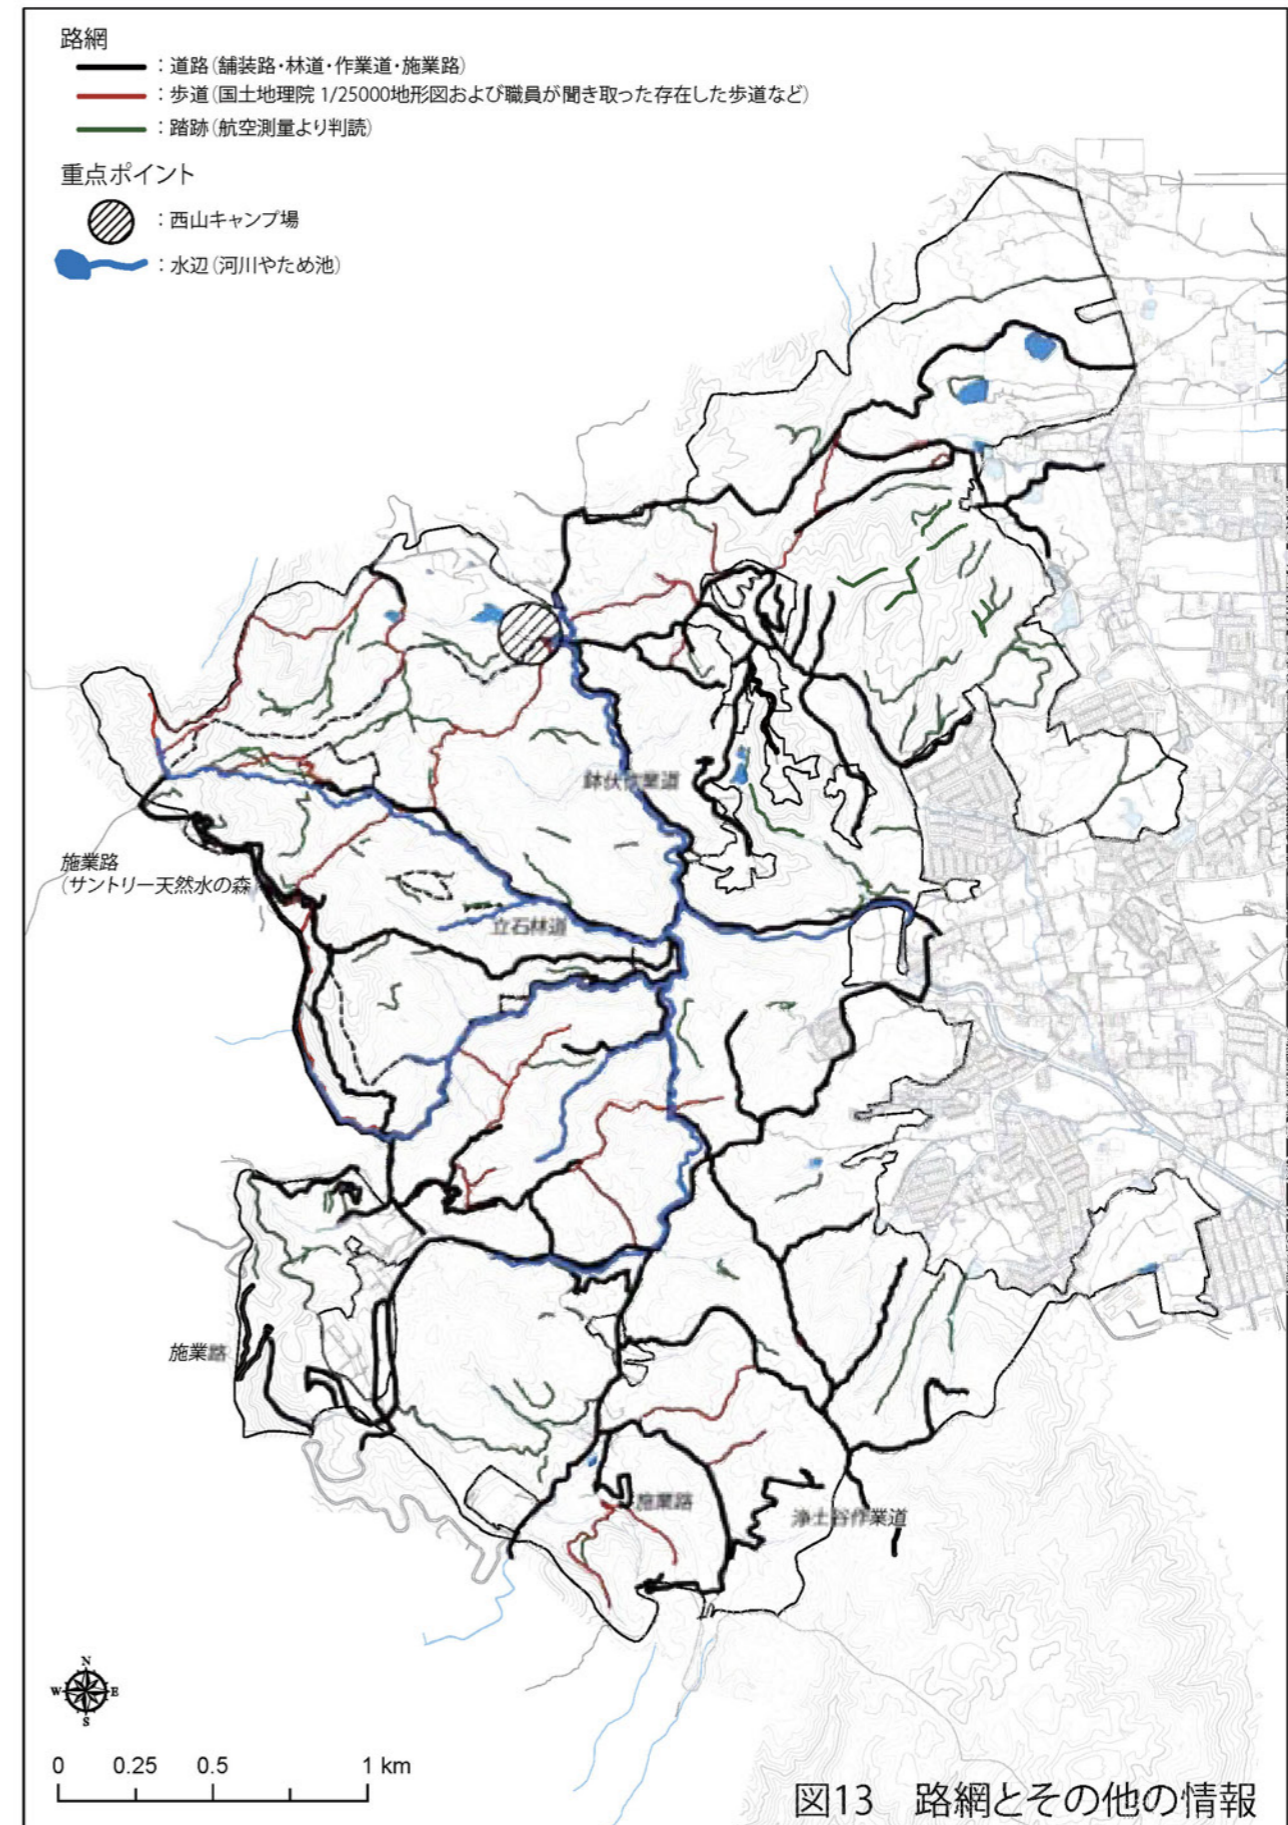 路網
：道路(舗装路・林道・作業道・施業路)
：歩道(国土地理院 1/25000地形図および職員が聞き取った存在した歩道など)
：踏跡(航空測量より判読)
重点ポイント
：西山キャンプ場
：水辺(河川やため池)
鉢伏作業道
施業路
(サントリー天然水の森)
立石林道
施業路
施業路
浄土谷作業道
N
W
E
S
0
0.25
0.5
1 km
図13 路網とその他の情報